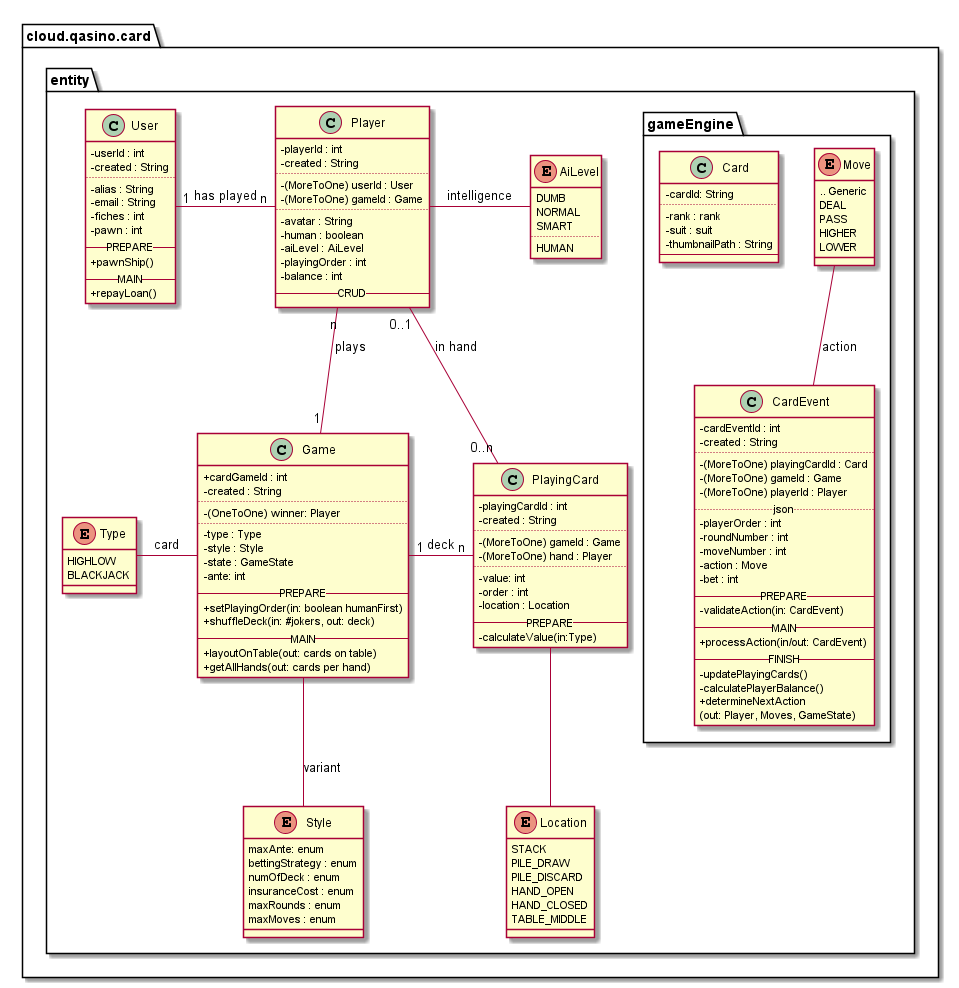 cloud.qasino.card
entity
C User
-userId : int
-created : String
-alias : String
-email : String
-fiches : int
-pawn : int
PREPARE
+pawnShip()
MAIN
+repayLoan()
1 has played n
C Player
-playerId : int
-created : String
-(MoreToOne) userId : User
-(MoreToOne) gameId : Game
-avatar : String
-human : boolean
-aiLevel : AiLevel
-playingOrder : int
-balance : int
CRUD
intelligence
E AiLevel
DUMB
NORMAL
SMART
HUMAN
gameEngine
C Card
-cardId: String
-rank : rank
-suit : suit
-thumbnailPath : String
E Move
.. Generic
DEAL
PASS
HIGHER
LOWER
action
C CardEvent
-cardEventId : int
-created : String
-(MoreToOne) playingCardId : Card
-(MoreToOne) gameId : Game
-(MoreToOne) playerId : Player
json
-playerOrder : int
-roundNumber : int
-moveNumber : int
-action : Move
-bet : int
PREPARE
-validateAction(in: CardEvent)
MAIN
+processAction(in/out: CardEvent)
FINISH
-updatePlayingCards()
-calculatePlayerBalance()
+determineNextAction
(out: Player, Moves, GameState)
n
plays
1
0..1
in hand
0..n
E Type
HIGHLOW
BLACKJACK
card
C Game
+cardGameId : int
-created : String
-(OneToOne) winner: Player
-type : Type
-style : Style
-state : GameState
-ante: int
PREPARE
+setPlayingOrder(in: boolean humanFirst)
+shuffleDeck(in: #jokers, out: deck)
MAIN
+layoutOnTable(out: cards on table)
+getAllHands(out: cards per hand)
1 deck n
C PlayingCard
-playingCardId : int
-created : String
-(MoreToOne) gameId : Game
-(MoreToOne) hand : Player
-value: int
-order : int
-location : Location
PREPARE
-calculateValue(in:Type)
variant
E Style
maxAnte: enum
bettingStrategy : enum
numOfDeck : enum
insuranceCost : enum
maxRounds : enum
maxMoves : enum
E Location
STACK
PILE_DRAW
PILE_DISCARD
HAND_OPEN
HAND_CLOSED
TABLE_MIDDLE